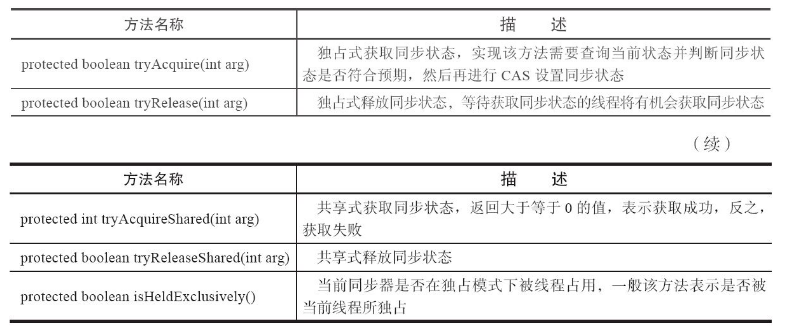 方法名称 描述
protected boolean tryAcquire(int arg) 独占式获取同步状态，实现该方法需要查询当前状态并判断同步状
态是否符合预期，然后再进行 CAS 设置同步状态
protected boolean tryRelease(int arg) 独占式释放同步状态，等待获取同步状态的线程将有机会获取同步状态
（续）
方法名称 描述
protected int tryAcquireShared(int arg) 共享式获取同步状态，返回大于等于 0 的值，表示获取成功，反之，
获取失败
protected boolean tryReleaseShared(int arg) 共享式释放同步状态
protected boolean isHeldExclusively() 当前同步器是否在独占模式下被线程占用，一般该方法表示是否被
当前线程所独占